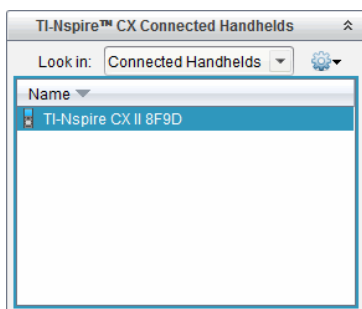 TI-Nspire™ CX Connected Handhelds
Look in: Connected Handhelds
Name
TI-Nspire CX II 8F9D